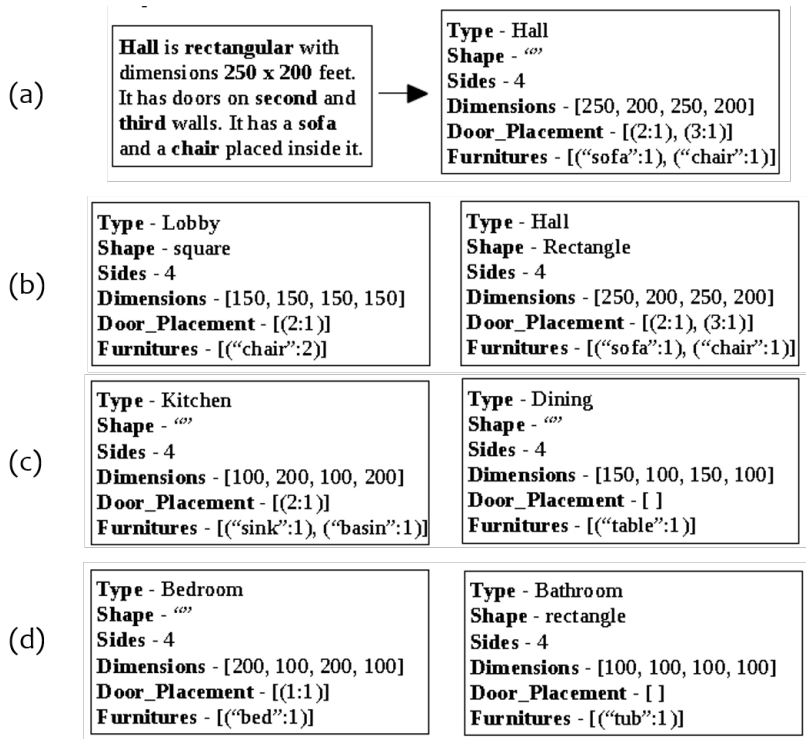 (a)
Hall is rectangular with
dimensions 250 x 200 feet.
It has doors on second and
third walls. It has a sofa
and a chair placed inside it.
Type - Hall
Shape - “”
Sides - 4
Dimensions - [250, 200, 250, 200]
Door_Placement - [(2:1), (3:1)]
Furnitures - [(“sofa”:1), (“chair”:1)]
(b)
Type - Lobby
Shape - square
Sides - 4
Dimensions - [150, 150, 150, 150]
Door_Placement - [(2:1)]
Furnitures - [(“chair”:2)]
Type - Hall
Shape - Rectangle
Sides - 4
Dimensions - [250, 200, 250, 200]
Door_Placement - [(2:1), (3:1)]
Furnitures - [(“sofa”:1), (“chair”:1)]
(c)
Type - Kitchen
Shape - “”
Sides - 4
Dimensions - [100, 200, 100, 200]
Door_Placement - [(2:1)]
Furnitures - [(“sink”:1), (“basin”:1)]
Type - Dining
Shape - “”
Sides - 4
Dimensions - [150, 100, 150, 100]
Door_Placement - [ ]
Furnitures - [(“table”:1)]
(d)
Type - Bedroom
Shape - “”
Sides - 4
Dimensions - [200, 100, 200, 100]
Door_Placement - [(1:1)]
Furnitures - [(“bed”:1)]
Type - Bathroom
Shape - rectangle
Sides - 4
Dimensions - [100, 100, 100, 100]
Door_Placement - [ ]
Furnitures - [(“tub”:1)]